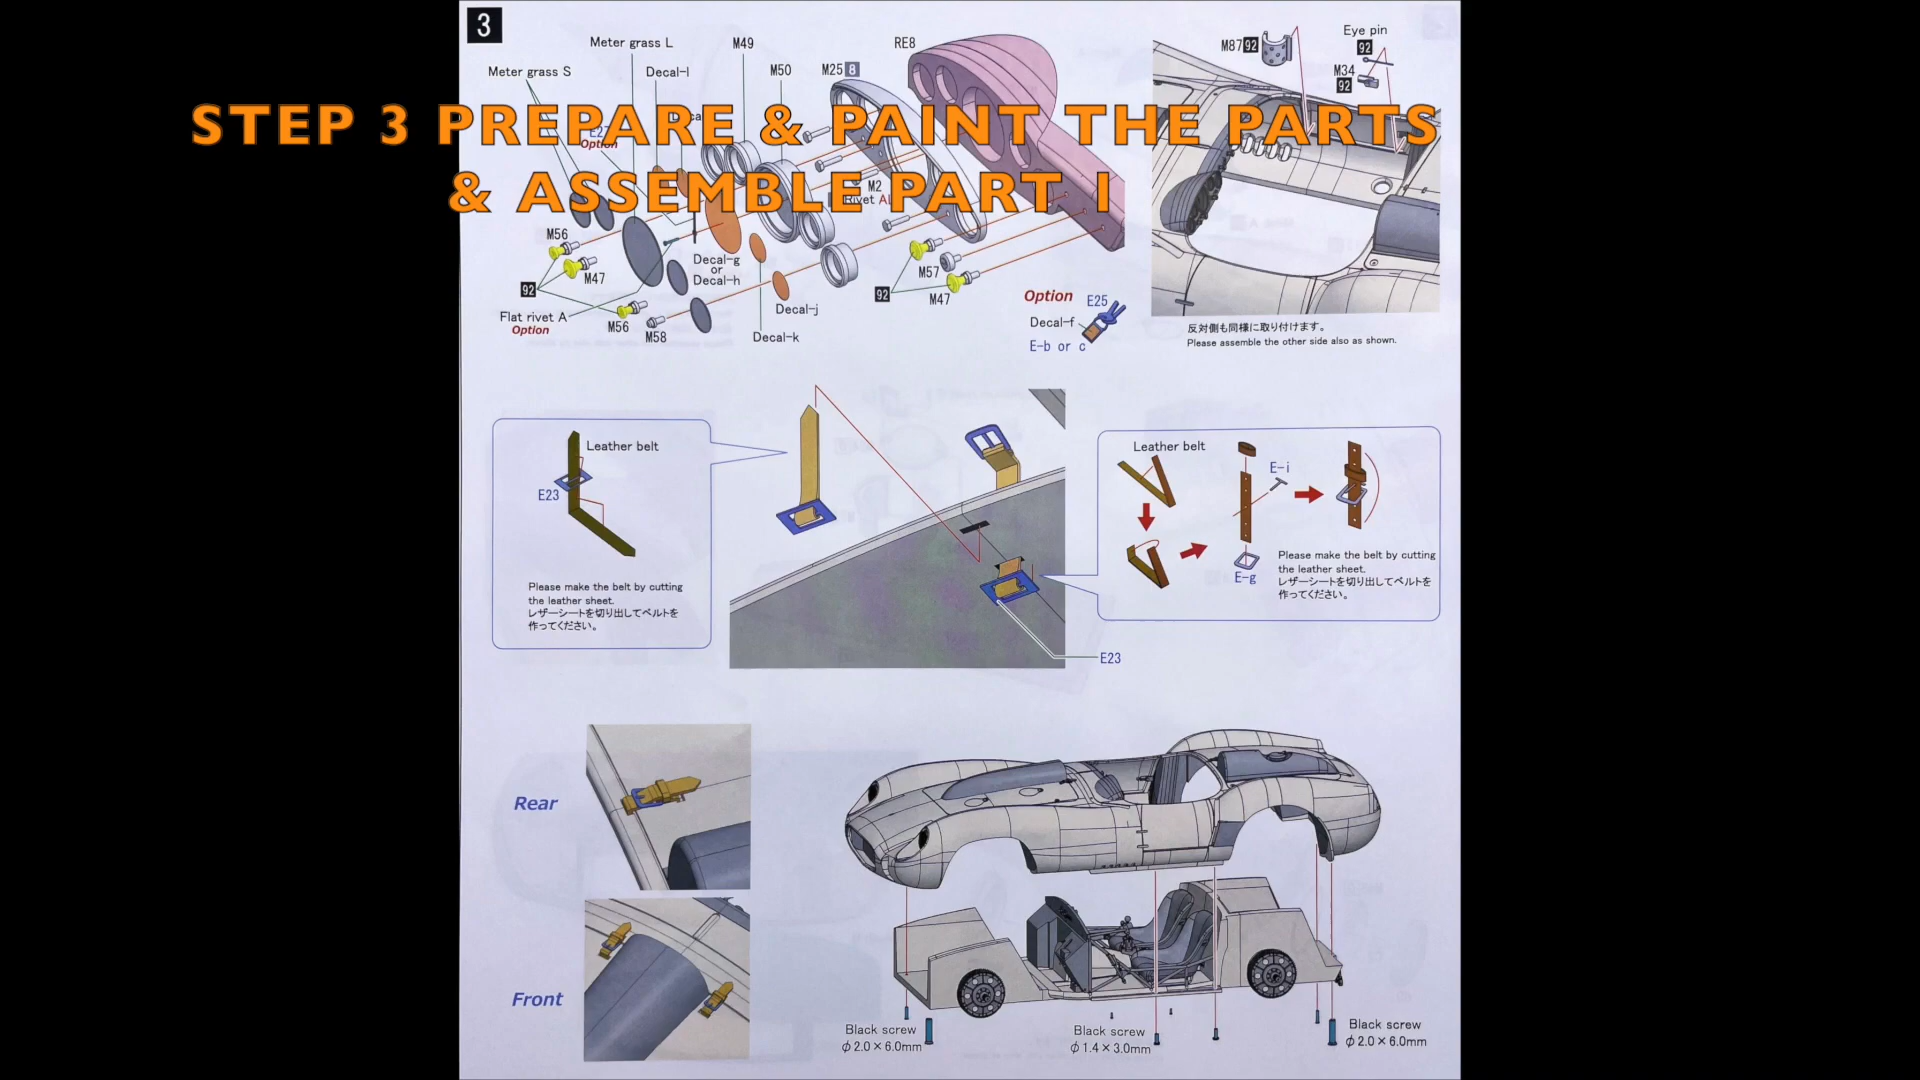 3
Meter grass L
M49
RE8
M87 92
Eye pin
92
Meter grass S
Decal-l
M50
M25 8
M34
92
STEP 3 PREPARE & PAINT THE PARTS
& ASSEMBLE PART 1
Option
M2
Rivet A
M56
M47
92
Decal-g
or
Decal-h
M57
92
M47
Flat rivet A
Option
M56
M58
Decal-j
Decal-k
Option
E25
Decal-f
E-b or c
反対側も同様に取り付けます。
Please assemble the other side also as shown.
Leather belt
E23
Please make the belt by cutting
the leather sheet.
レザーシートを切り出してベルトを
作ってください。
Leather belt
E-i
E-g
Please make the belt by cutting
the leather sheet.
レザーシートを切り出してベルトを
作ってください。
E23
Rear
Front
Black screw
φ2.0×6.0mm
Black screw
φ1.4×3.0mm
Black screw
φ2.0×6.0mm